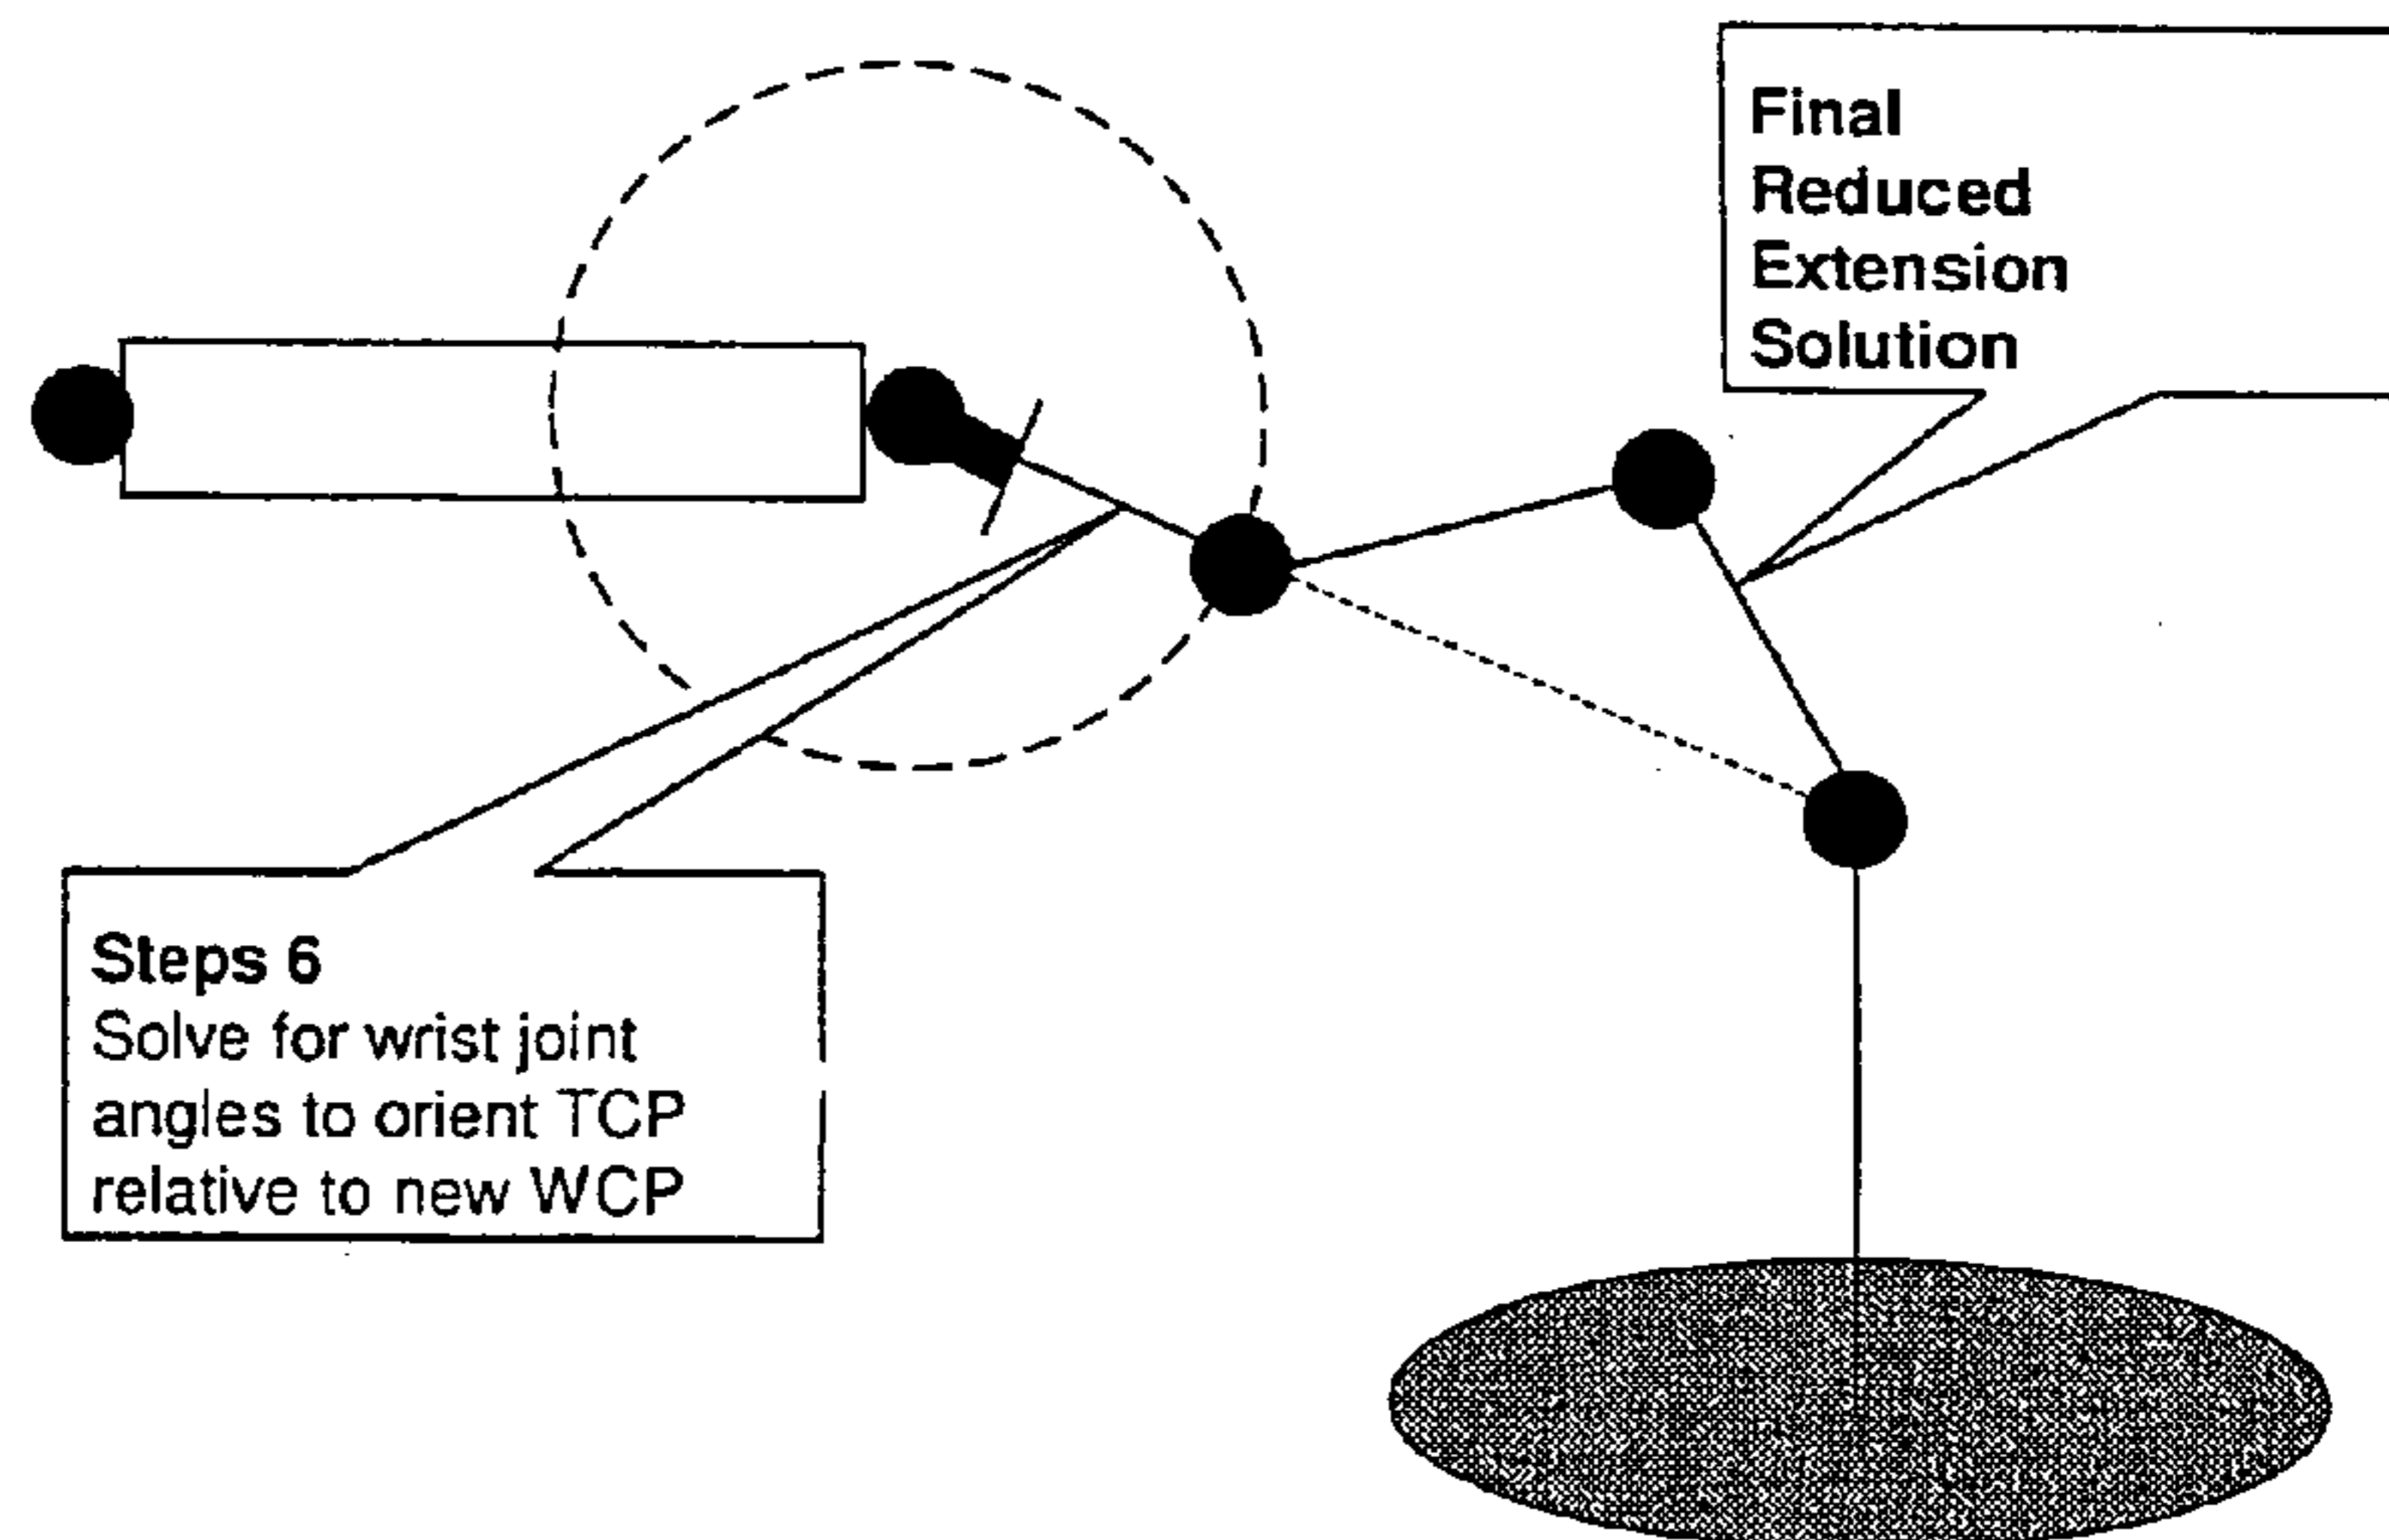 Final
Reduced
Extension
Solution
Steps 6
Solve for wrist joint
angles to orient TCP
relative to new WCP